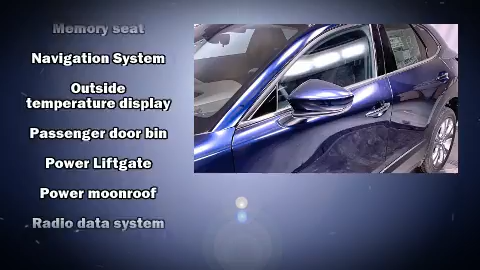 Memory seat
Navigation System
Outside
temperature display
Passenger door bin
Power Liftgate
Power moonroof
Radio data system